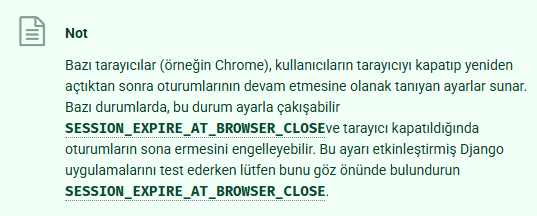 Not
Bazı tarayıcılar (örneğin Chrome), kullanıcıların tarayıcıyı kapatıp yeniden
açtıktan sonra oturumlarının devam etmesine olanak tanıyan ayarlar sunar.
Bazı durumlarda, bu durum ayarla çakışabilir
SESSION_EXPIRE_AT_BROWSER_CLOSEve tarayıcı kapatıldığında
oturumların sona ermesini engelleyebilir. Bu ayarı etkinleştirmiş Django
uygulamalarını test ederken lütfen bunu göz önünde bulundurun
SESSION_EXPIRE_AT_BROWSER_CLOSE.